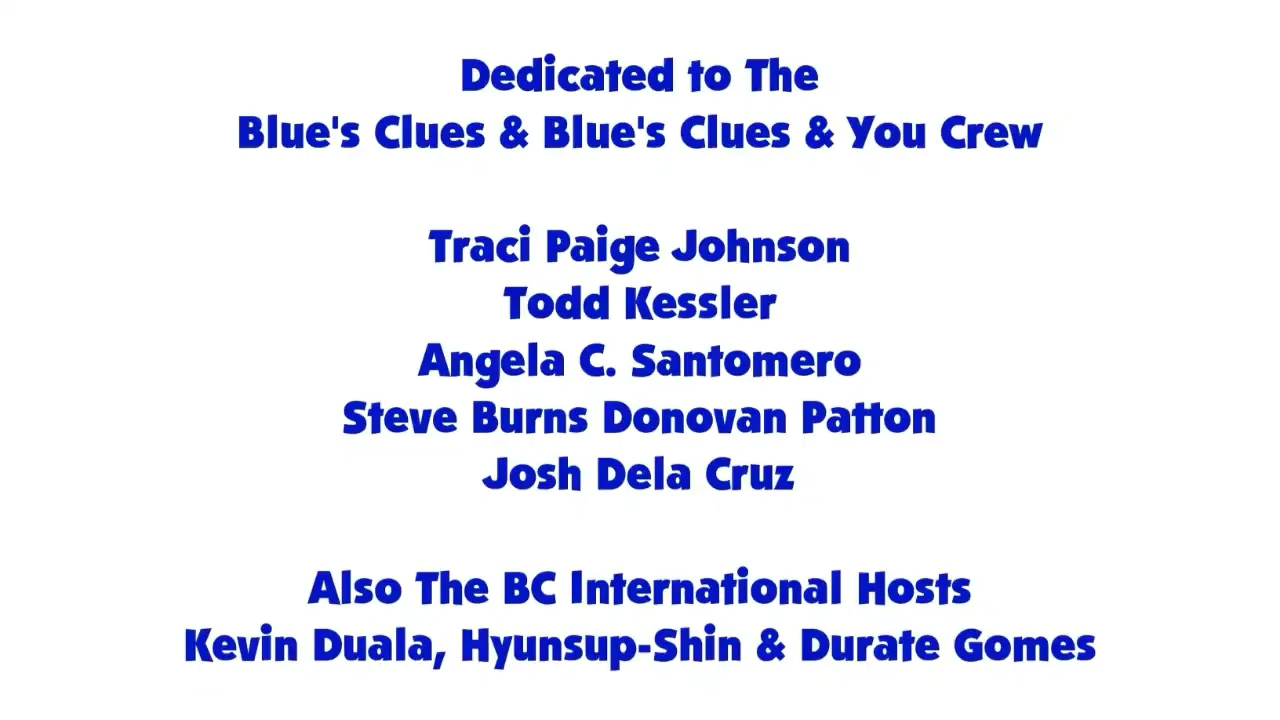 Dedicated to The
Blue's Clues & Blue's Clues & You Crew
Traci Paige Johnson
Todd Kessler
Angela C. Santomero
Steve Burns Donovan Patton
Josh Dela Cruz
Also The BC International Hosts
Kevin Duala, Hyunsup-Shin & Durate Gomes